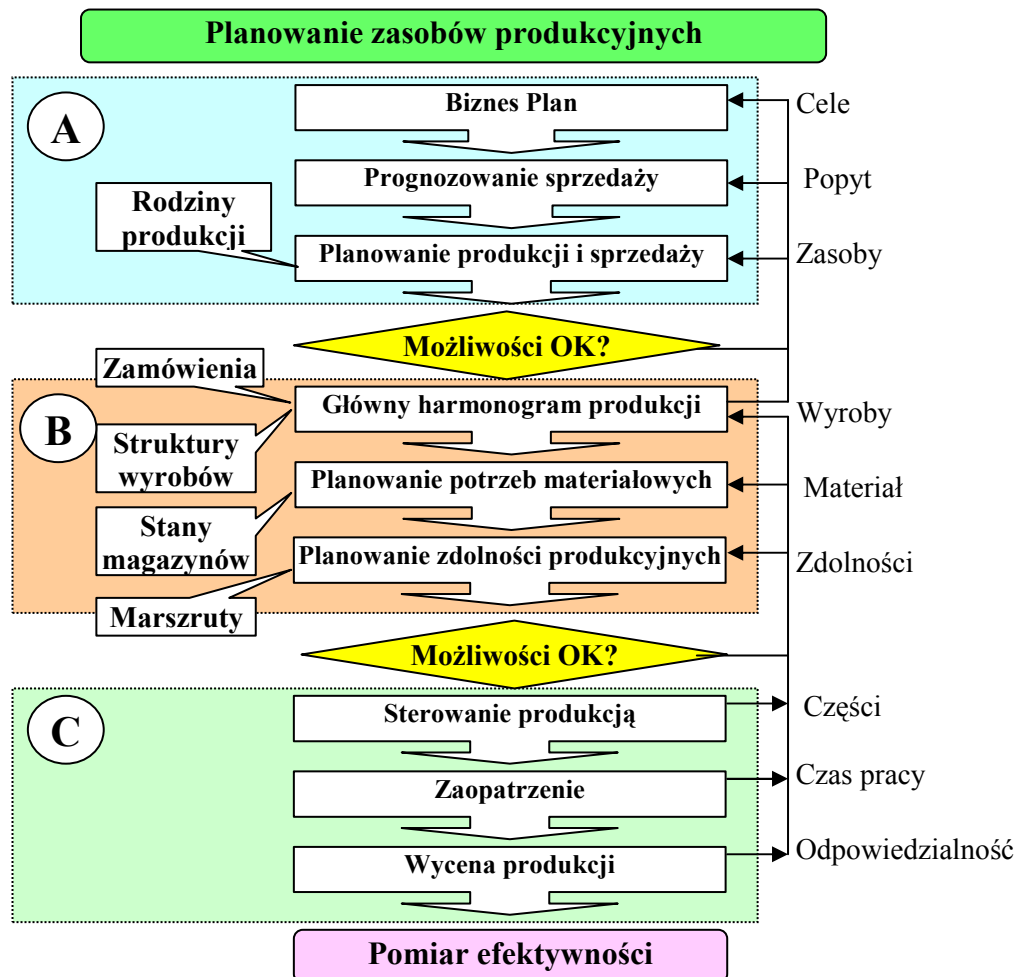 Planowanie zasobów produkcyjnych
A
Biznes Plan
Cele
Prognozowanie sprzedaży
Popyt
Rodziny
produkcji
Planowanie produkcji i sprzedaży
Zasoby
Możliwości OK?
Zamówienia
B
Główny harmonogram produkcji
Wyroby
Struktury
wyrobów
Planowanie potrzeb materiałowych
Materiał
Stany
magazynów
Planowanie zdolności produkcyjnych
Zdolności
Marszruty
Możliwości OK?
C
Sterowanie produkcją
Części
Zaopatrzenie
Czas pracy
Wycena produkcji
Odpowiedzialność
Pomiar efektywności